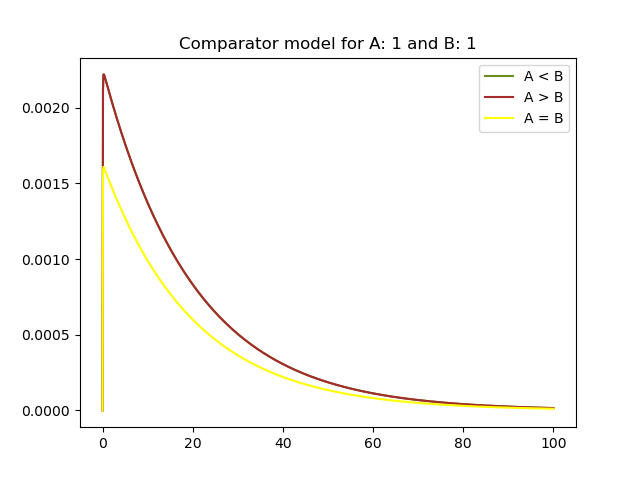 Comparator model for A: 1 and B: 1
A < B
A > B
A = B
0.0020
0.0015
0.0010
0.0005
0.0000
0 20 40 60 80 100